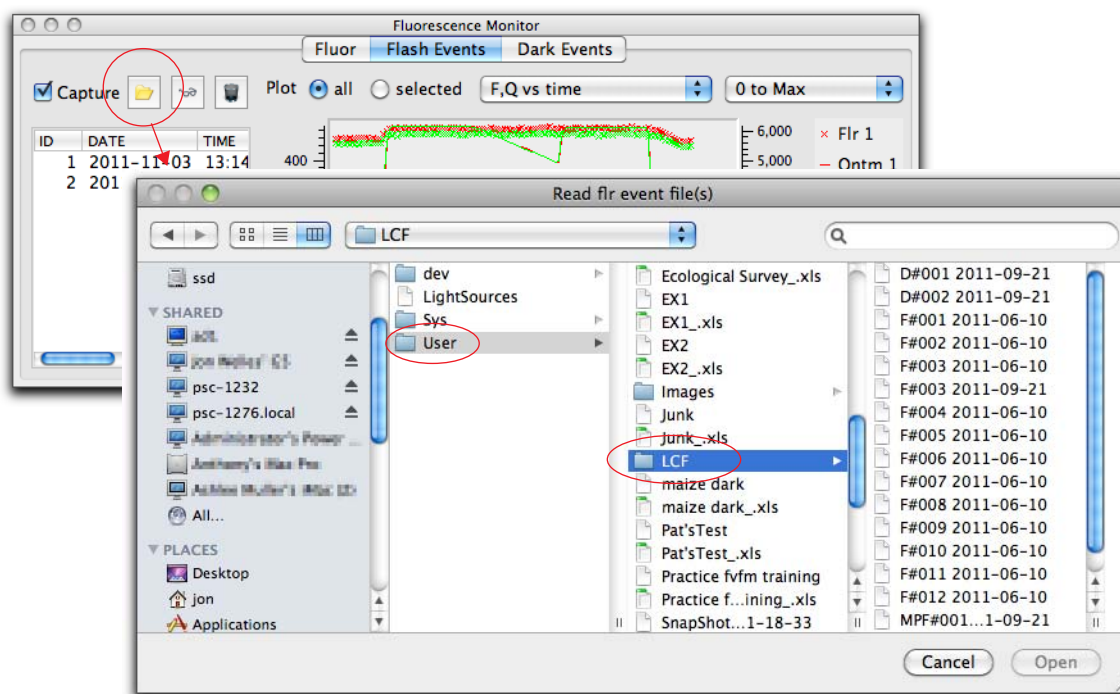 Fluorescence Monitor
Fluor Flash Events Dark Events
Capture Plot all selected F,Q vs time 0 to Max
ID DATE TIME
1 2011-11-03 13:14
2 201
400
6,000
5,000
Flr 1
Qntm 1
Read flr event file(s)
LCF
ssd
SHARED
psc-1232
psc-1276.local
All...
PLACES
Desktop
jon
Applications
dev
LightSources
Sys
User
Ecological Survey_.xls
EX1
EX1_.xls
EX2
EX2_.xls
Images
Junk
Junk_.xls
LCF
maize dark
maize dark_.xls
Pat'sTest
Pat'sTest_.xls
Practice fvfm training
Practice f...ining_.xls
SnapShot...1-18-33
D#001 2011-09-21
D#002 2011-09-21
F#001 2011-06-10
F#002 2011-06-10
F#003 2011-06-10
F#003 2011-09-21
F#004 2011-06-10
F#005 2011-06-10
F#006 2011-06-10
F#007 2011-06-10
F#008 2011-06-10
F#009 2011-06-10
F#010 2011-06-10
F#011 2011-06-10
F#012 2011-06-10
MPF#001...1-09-21
Cancel Open